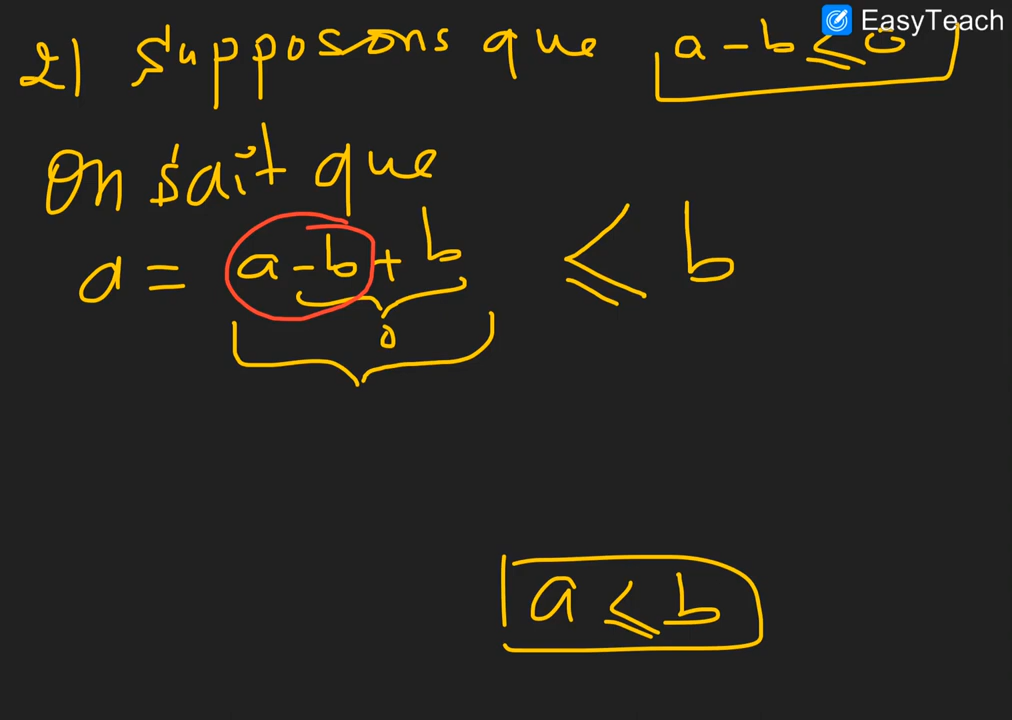 EasyTeach
2) Supposons que a - b ≤ 0
On sait que
a = a - b + b ≤ b
0
a ≤ b